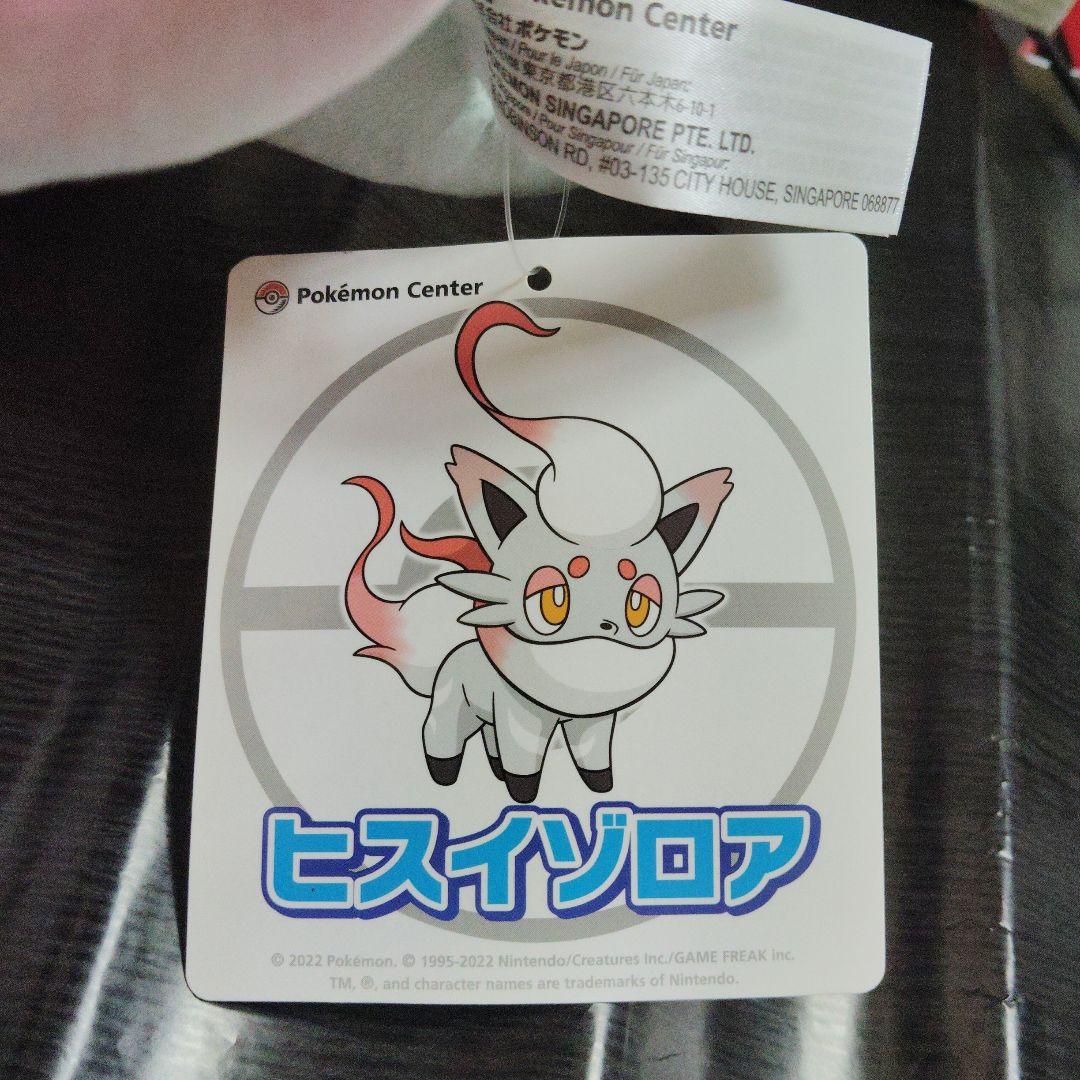 Pokémon Center
ポケモン
/ Pour le Japon / Für Japan:
東京都港区六本木6-10-1
SINGAPORE PTE. LTD.
/ Pour Singapour / Für Singapur:
RD, #03-135 CITY HOUSE, SINGAPORE 068877
Pokémon Center
ヒスイゾロア
© 2022 Pokémon. © 1995-2022 Nintendo/Creatures Inc./GAME FREAK inc.
TM, ®, and character names are trademarks of Nintendo.